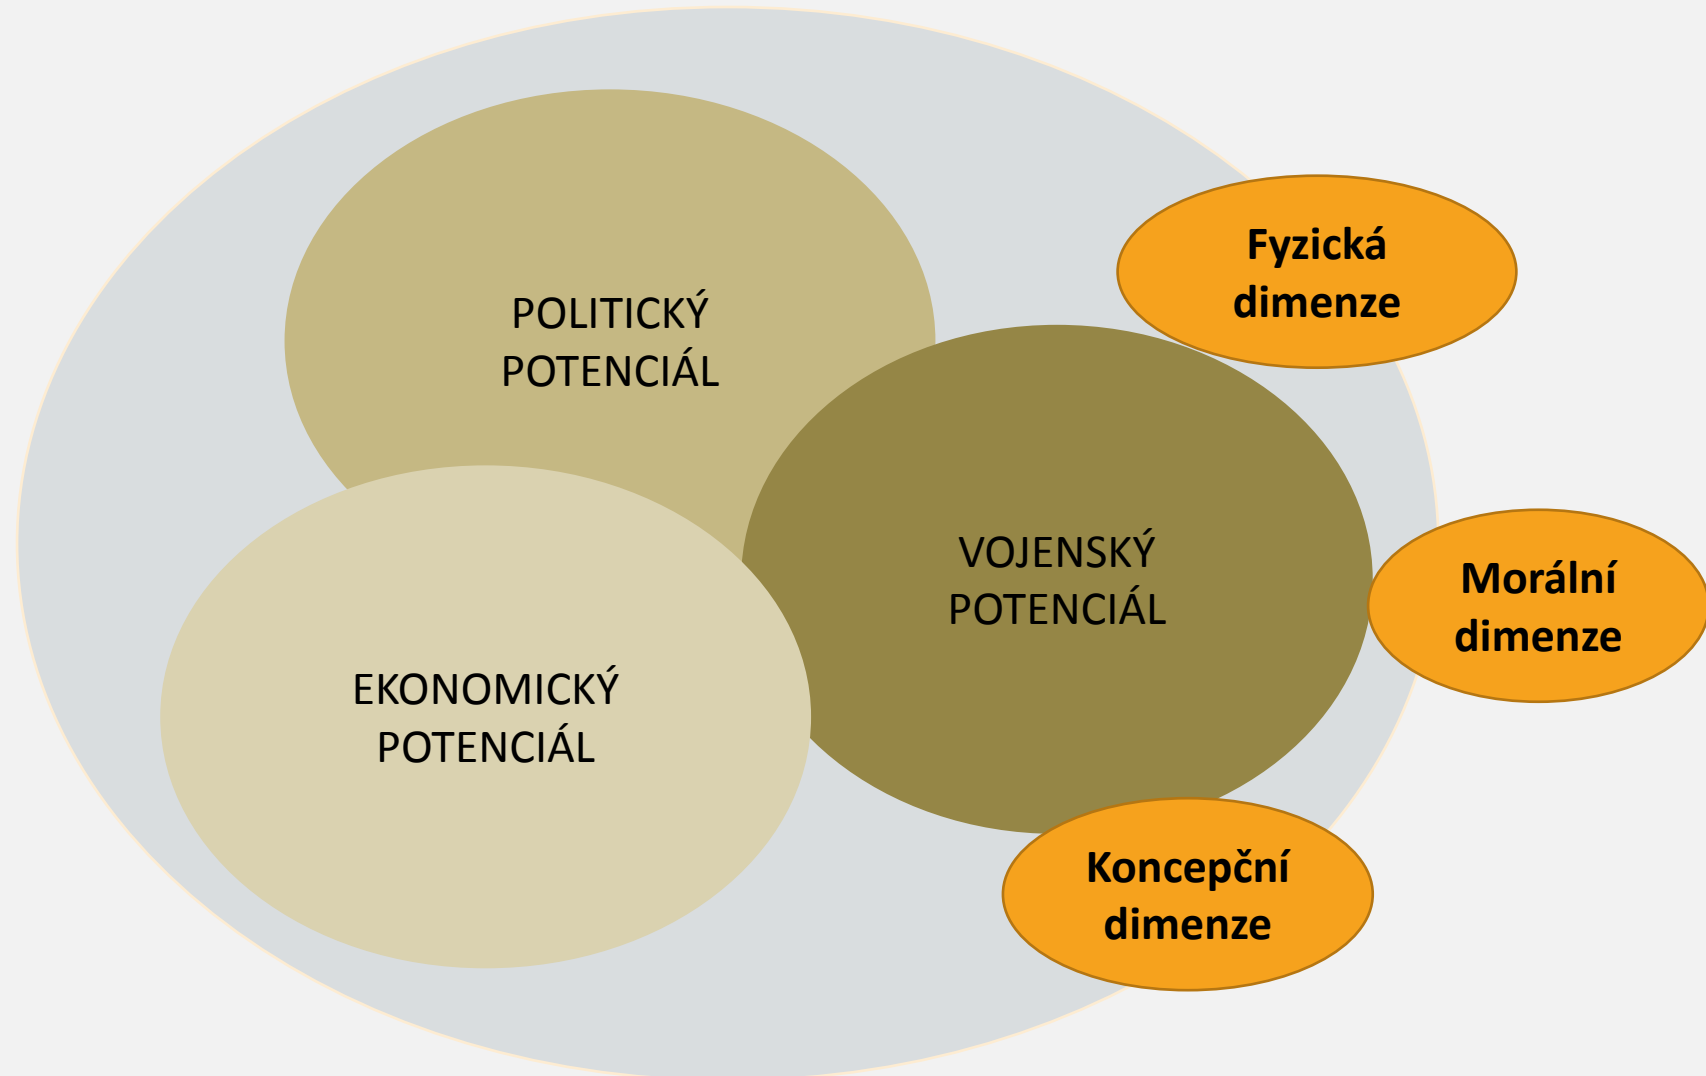 POLITICKÝ
POTENCIÁL
Fyzická
dimenze
VOJENSKÝ
POTENCIÁL
Morální
dimenze
EKONOMICKÝ
POTENCIÁL
Koncepční
dimenze